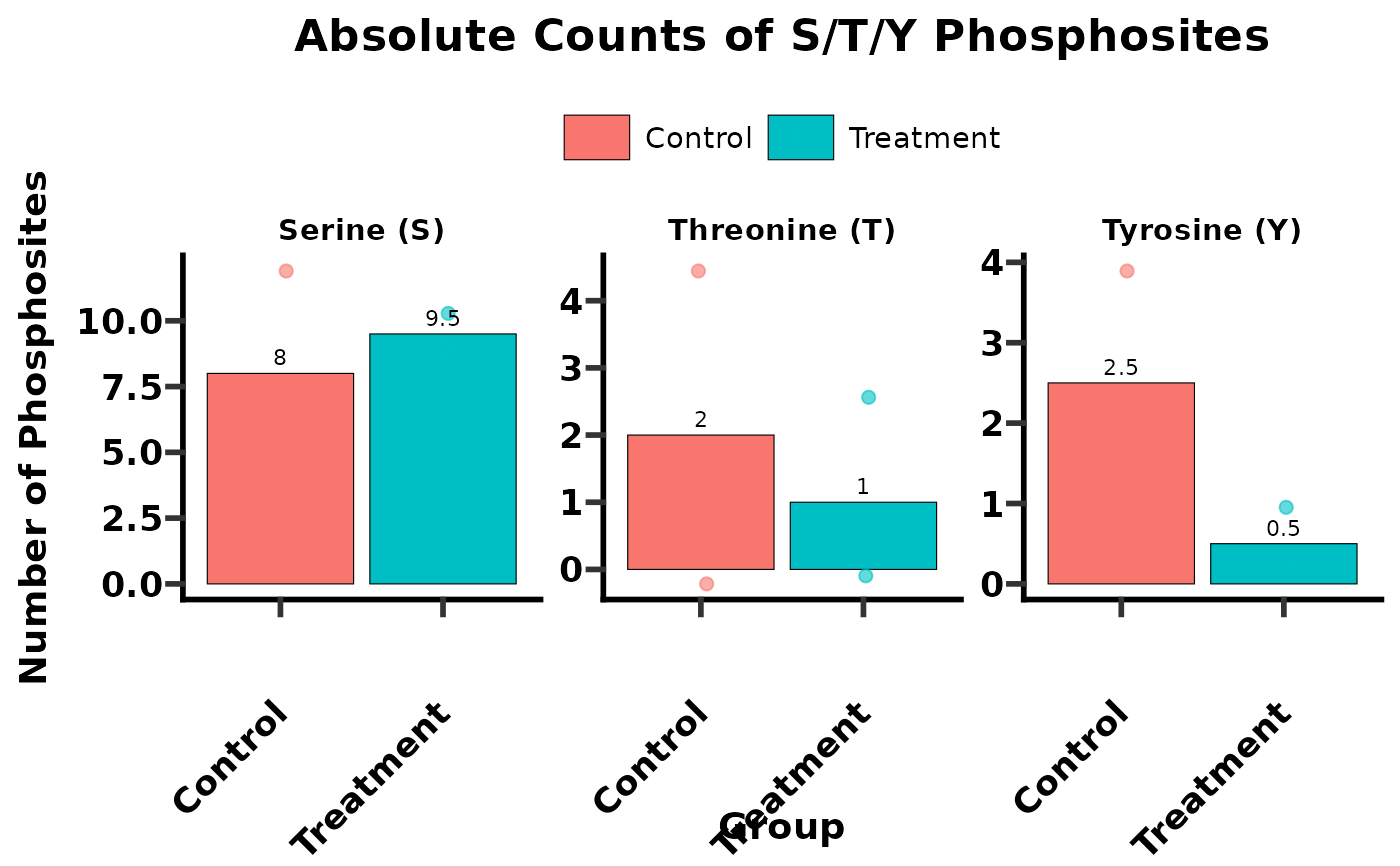 Absolute Counts of S/T/Y Phosphosites
Control
Treatment
Number of Phosphosites
Serine (S)
Threonine (T)
Tyrosine (Y)
10.0
7.5
5.0
2.5
0.0
8
9.5
4
3
2
1
0
2
1
4
3
2
1
0
2.5
0.5
Control
Treatment
Control
Treatment
Control
Treatment
Group